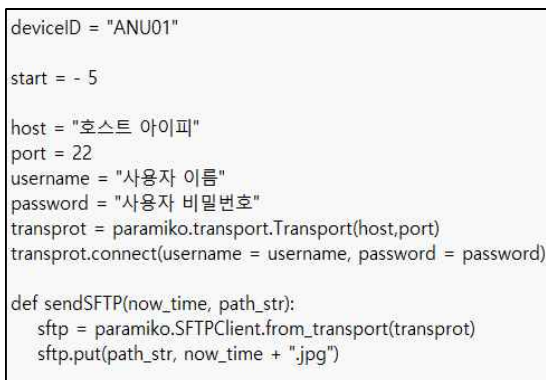 deviceID = "ANU01"
start = - 5
host = "호스트 아이피"
port = 22
username = "사용자 이름"
password = "사용자 비밀번호"
transprot = paramiko.transport.Transport(host,port)
transprot.connect(username = username, password = password)
def sendSFTP(now_time, path_str):
sftp = paramiko.SFTPClient.from_transport(transprot)
sftp.put(path_str, now_time + ".jpg")